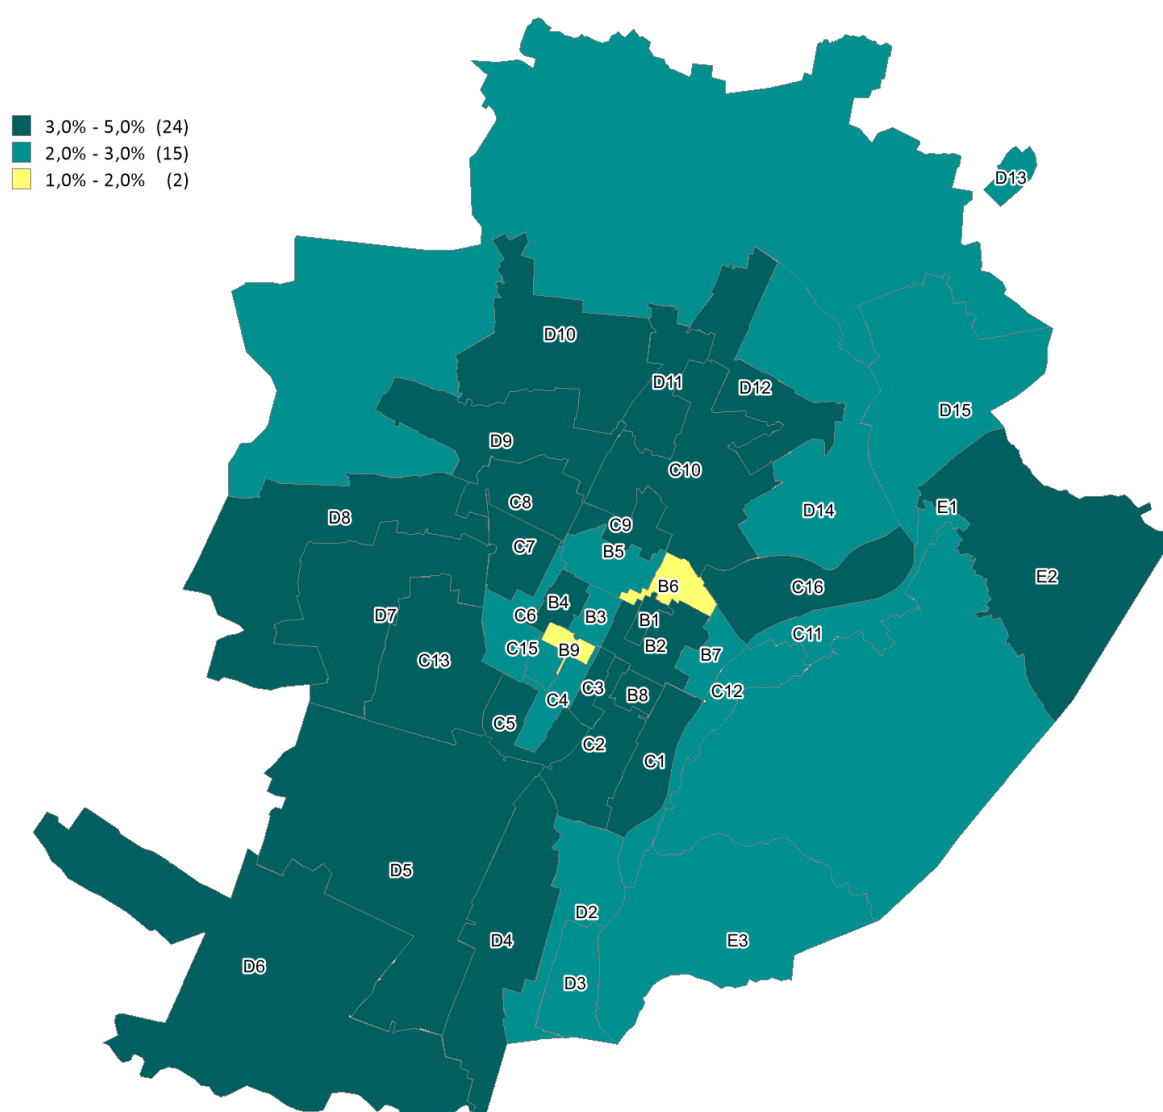 3,0% - 5,0% (24)
2,0% - 3,0% (15)
1,0% - 2,0% (2)
D13
D10
D11
D12
D15
D9
C10
C8
D8
D14
E1
C9
C7
B5
E2
B6
C16
B4
D7
C6
B3
B1
C11
B2
C15
B9
B7
C13
C3
C12
B8
C4
C5
C2
C1
D5
D2
D4
E3
D6
D3